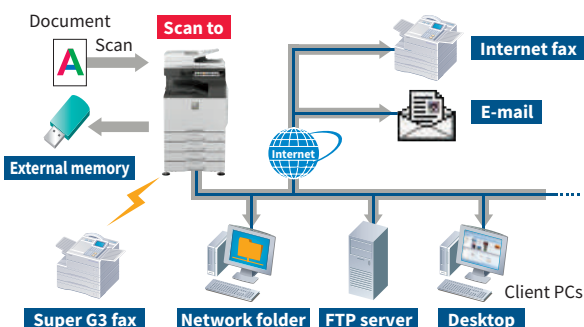 Document
Scan to
Scan
A
Internet fax
E-mail
External memory
Internet
Client PCs
Super G3 fax
Network folder
FTP server
Desktop